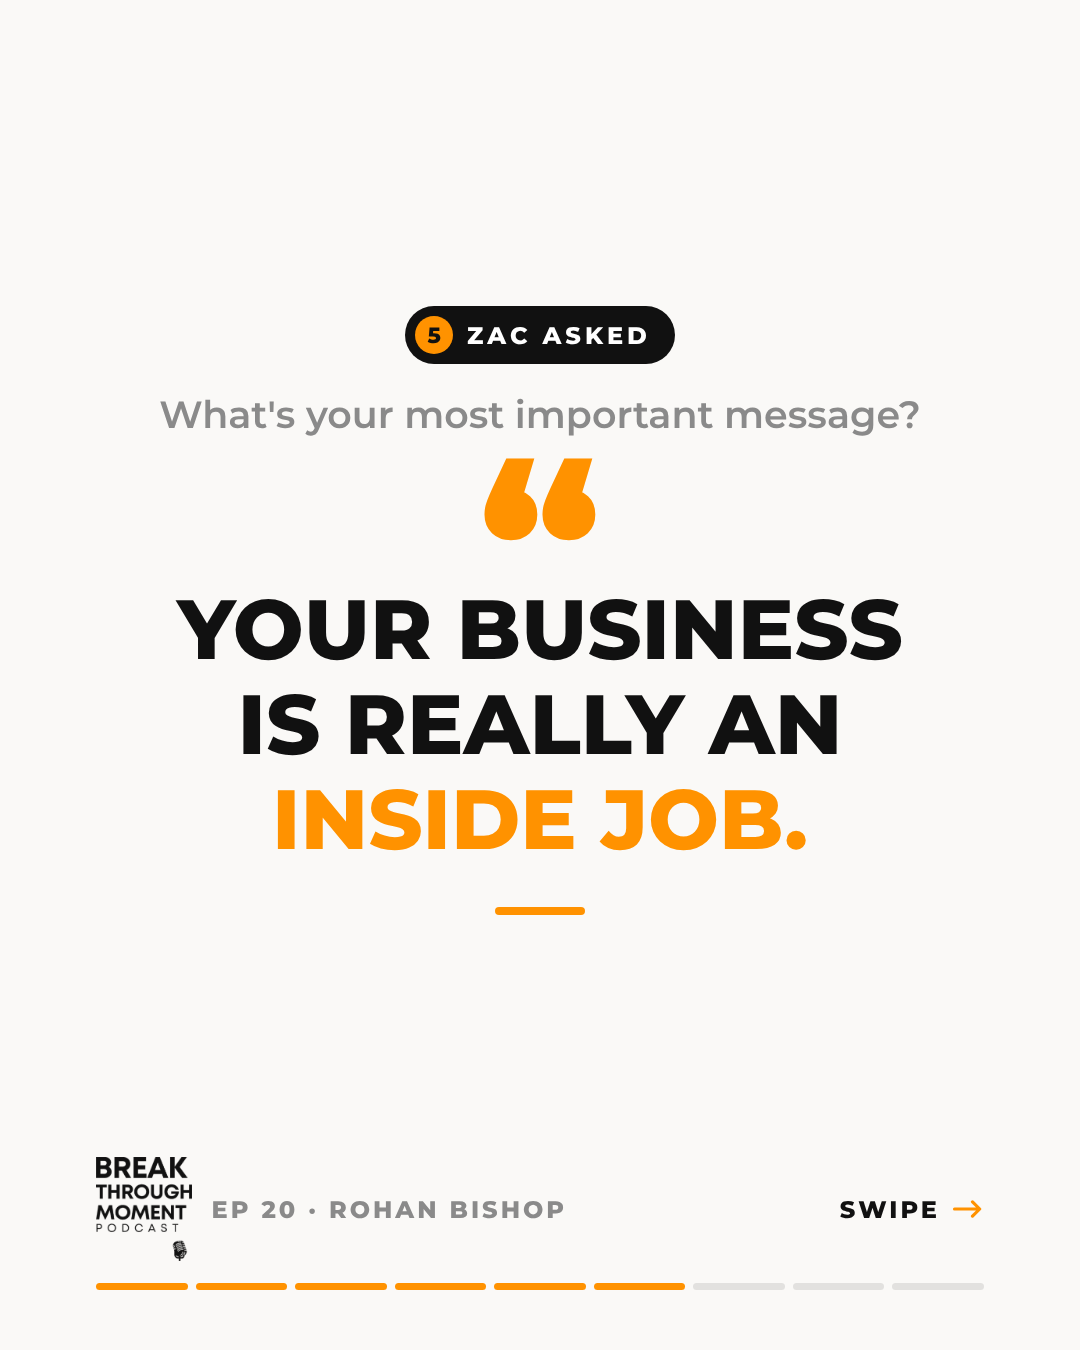 5 ZAC ASKED
What's your most important message?
“
YOUR BUSINESS
IS REALLY AN
INSIDE JOB.
BREAK
THROUGH
MOMENT
PODCAST
EP 20 · ROHAN BISHOP
SWIPE →